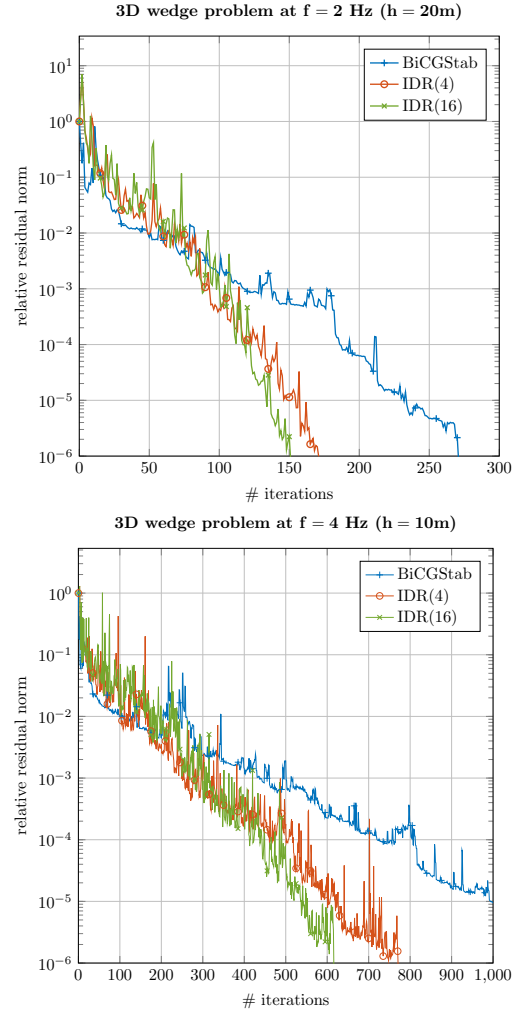 3D wedge problem at f = 2 Hz (h = 20m)
BiCGStab
IDR(4)
IDR(16)
relative residual norm
10^1
10^0
10^−1
10^−2
10^−3
10^−4
10^−5
10^−6
0 50 100 150 200 250 300
# iterations
3D wedge problem at f = 4 Hz (h = 10m)
BiCGStab
IDR(4)
IDR(16)
relative residual norm
10^0
10^−1
10^−2
10^−3
10^−4
10^−5
10^−6
0 100 200 300 400 500 600 700 800 900 1,000
# iterations